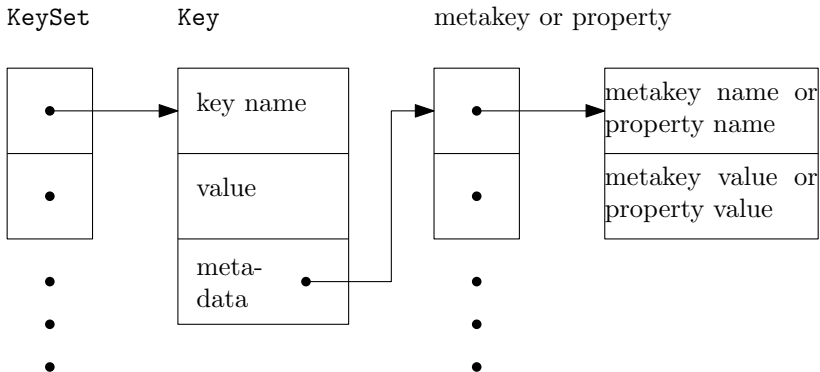 KeySet
Key
metakey or property
key name
value
meta-
data
metakey name or
property name
metakey value or
property value